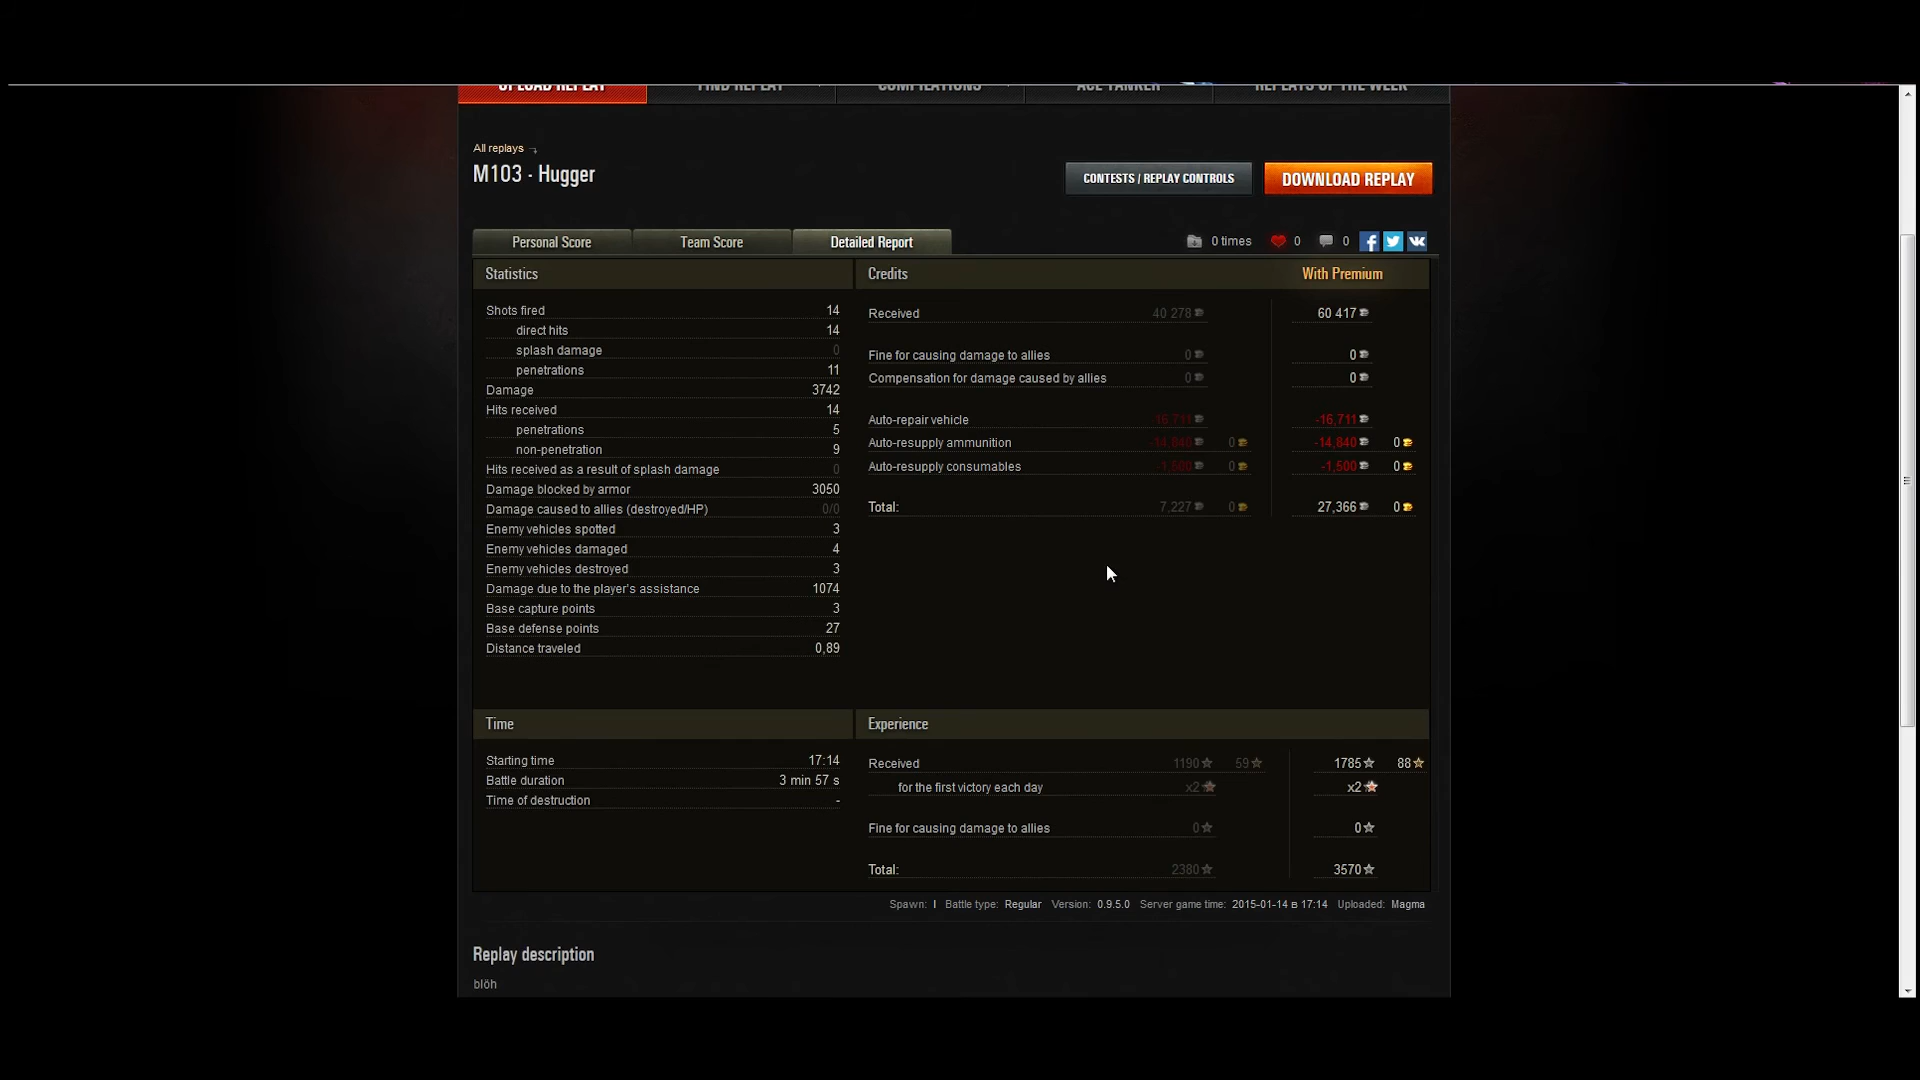 UPLOAD REPLAY FIND REPLAY COMPILATIONS ACE TANKER REPLAYS OF THE WEEK
All replays
M103 - Hugger
CONTESTS / REPLAY CONTROLS DOWNLOAD REPLAY
Personal Score Team Score Detailed Report 0 times 0 0
Statistics Credits With Premium
Shots fired 14
direct hits 14
splash damage 0
penetrations 11
Damage 3742
Hits received 14
penetrations 5
non-penetration 9
Hits received as a result of splash damage 0
Damage blocked by armor 3050
Damage caused to allies (destroyed/HP) 0/0
Enemy vehicles spotted 3
Enemy vehicles damaged 4
Enemy vehicles destroyed 3
Damage due to the player's assistance 1074
Base capture points 3
Base defense points 27
Distance traveled 0,89
Received 40 278 60 417
Fine for causing damage to allies 0 0
Compensation for damage caused by allies 0 0
Auto-repair vehicle -16,711 -16,711
Auto-resupply ammunition -14,840 0 -14,840 0
Auto-resupply consumables -1,500 0 -1,500 0
Total: 7,227 0 27,366 0
Time Experience
Starting time 17:14
Battle duration 3 min 57 s
Time of destruction -
Received 1190 59 1785 88
for the first victory each day x2 x2
Fine for causing damage to allies 0 0
Total: 2380 3570
Spawn: I Battle type: Regular Version: 0.9.5.0 Server game time: 2015-01-14 в 17:14 Uploaded: Magma
Replay description
blöh